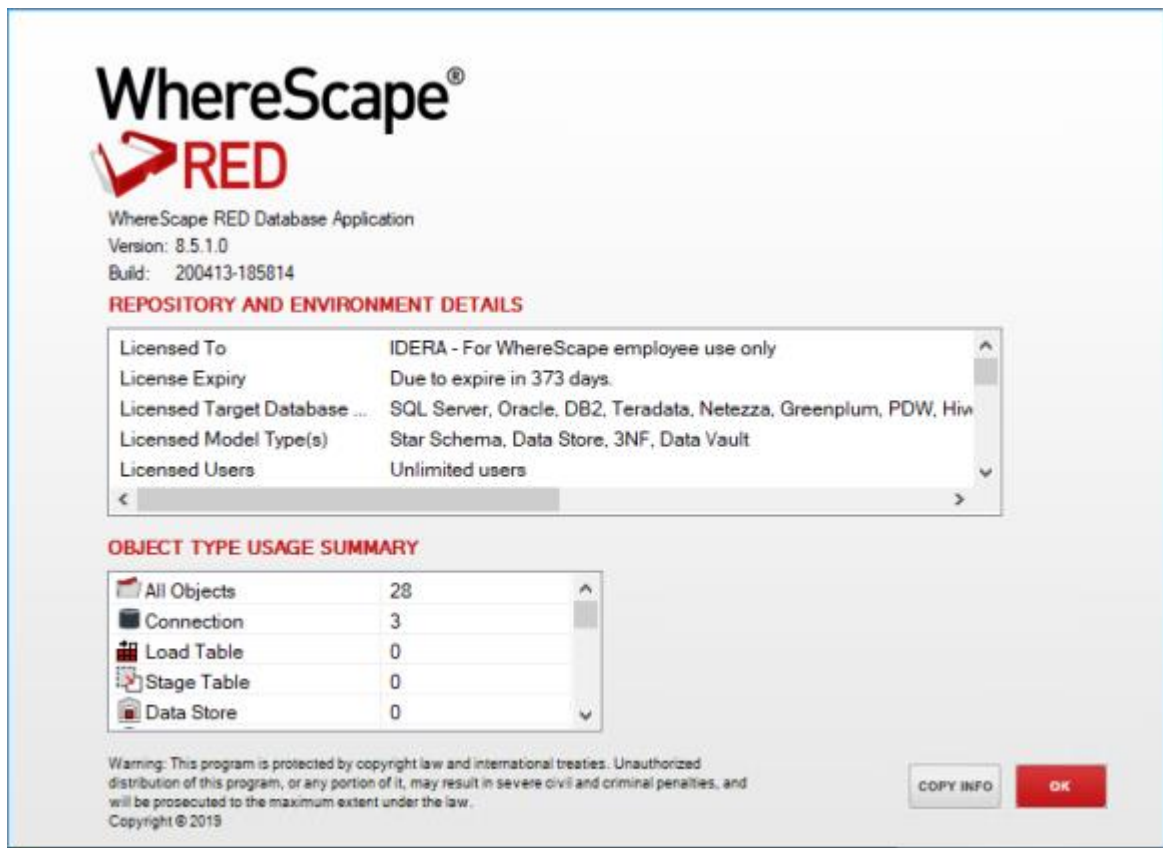 WhereScape®
RED
WhereScape RED Database Application
Version: 8.5.1.0
Build: 200413-185814
REPOSITORY AND ENVIRONMENT DETAILS
Licensed To IDERA - For WhereScape employee use only
License Expiry Due to expire in 373 days.
Licensed Target Database ... SQL Server, Oracle, DB2, Teradata, Netezza, Greenplum, PDW, Hiv
Licensed Model Type(s) Star Schema, Data Store, 3NF, Data Vault
Licensed Users Unlimited users
OBJECT TYPE USAGE SUMMARY
All Objects 28
Connection 3
Load Table 0
Stage Table 0
Data Store 0
Warning: This program is protected by copyright law and international treaties. Unauthorized
distribution of this program, or any portion of it, may result in severe civil and criminal penalties, and
will be prosecuted to the maximum extent under the law.
Copyright © 2019
COPY INFO OK